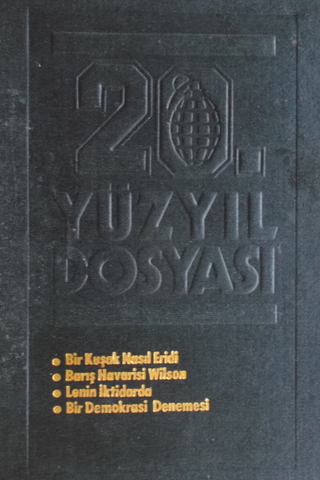 20.
YÜZYIL
DOSYASI
• Bir Kuşak Nasıl Eridi
• Barış Havarisi Wilson
• Lenin İktidarda
• Bir Demokrasi Denemesi